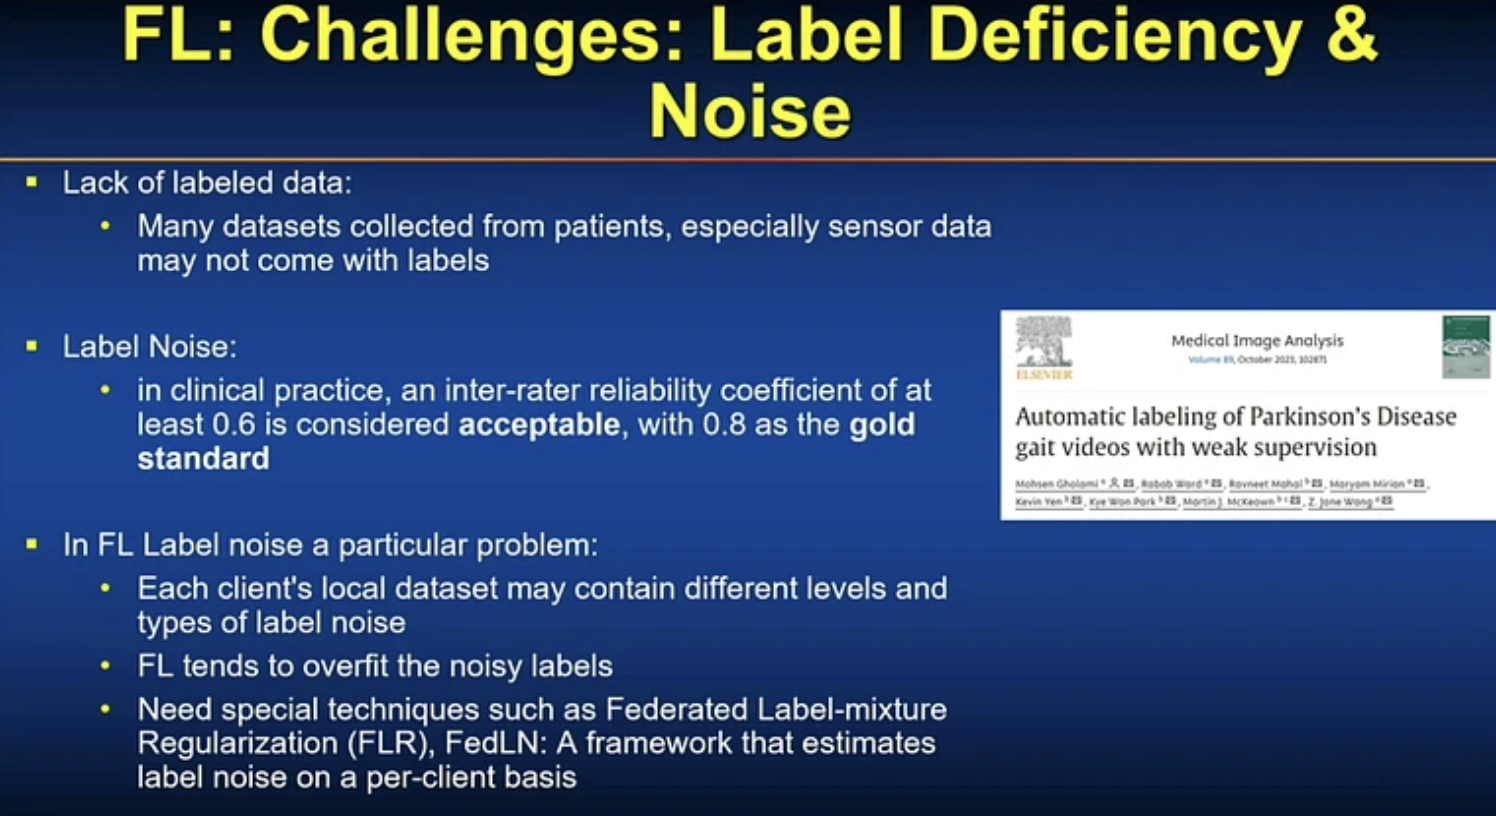 FL: Challenges: Label Deficiency &
Noise
Lack of labeled data:
Many datasets collected from patients, especially sensor data
may not come with labels
Label Noise:
in clinical practice, an inter-rater reliability coefficient of at
least 0.6 is considered acceptable, with 0.8 as the gold
standard
In FL Label noise a particular problem:
Each client's local dataset may contain different levels and
types of label noise
FL tends to overfit the noisy labels
Need special techniques such as Federated Label-mixture
Regularization (FLR), FedLN: A framework that estimates
label noise on a per-client basis
ELSEVIER
Medical Image Analysis
Volume 89, October 2023, 102871
Automatic labeling of Parkinson's Disease
gait videos with weak supervision
Mohsen Gholami, Rabab Ward, Ravneet Mahal, Maryam Mirian,
Kevin Yen, Kye Won Park, Martin J. McKeown, Z. Jane Wang